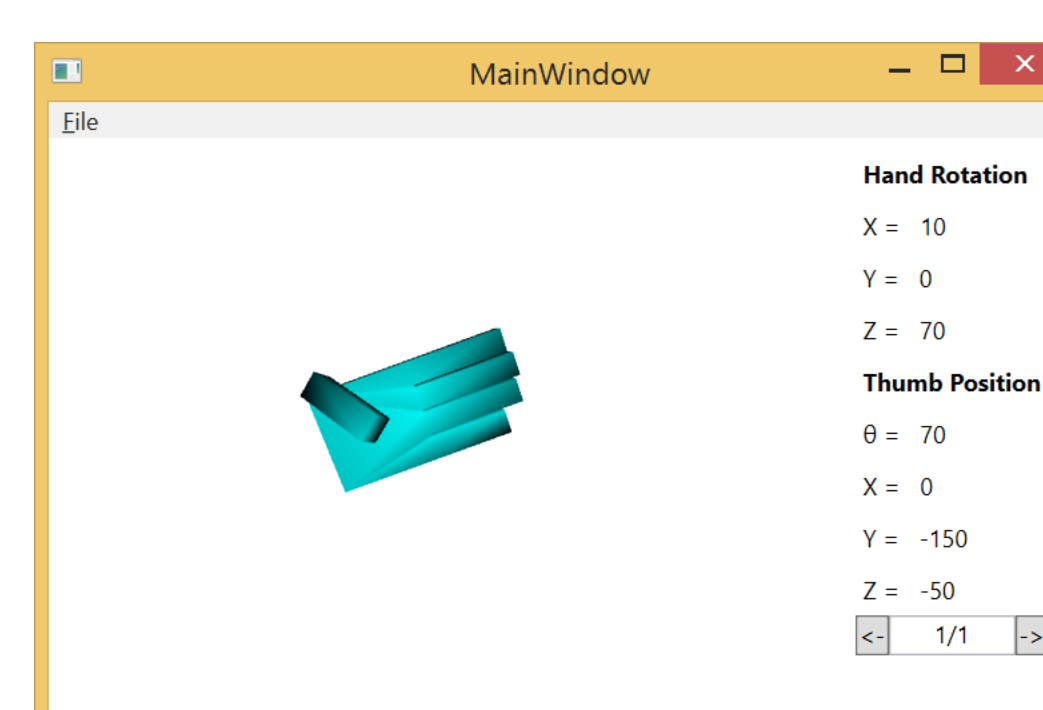 MainWindow
File
Hand Rotation
X = 10
Y = 0
Z = 70
Thumb Position
θ = 70
X = 0
Y = -150
Z = -50
<- 1/1 ->